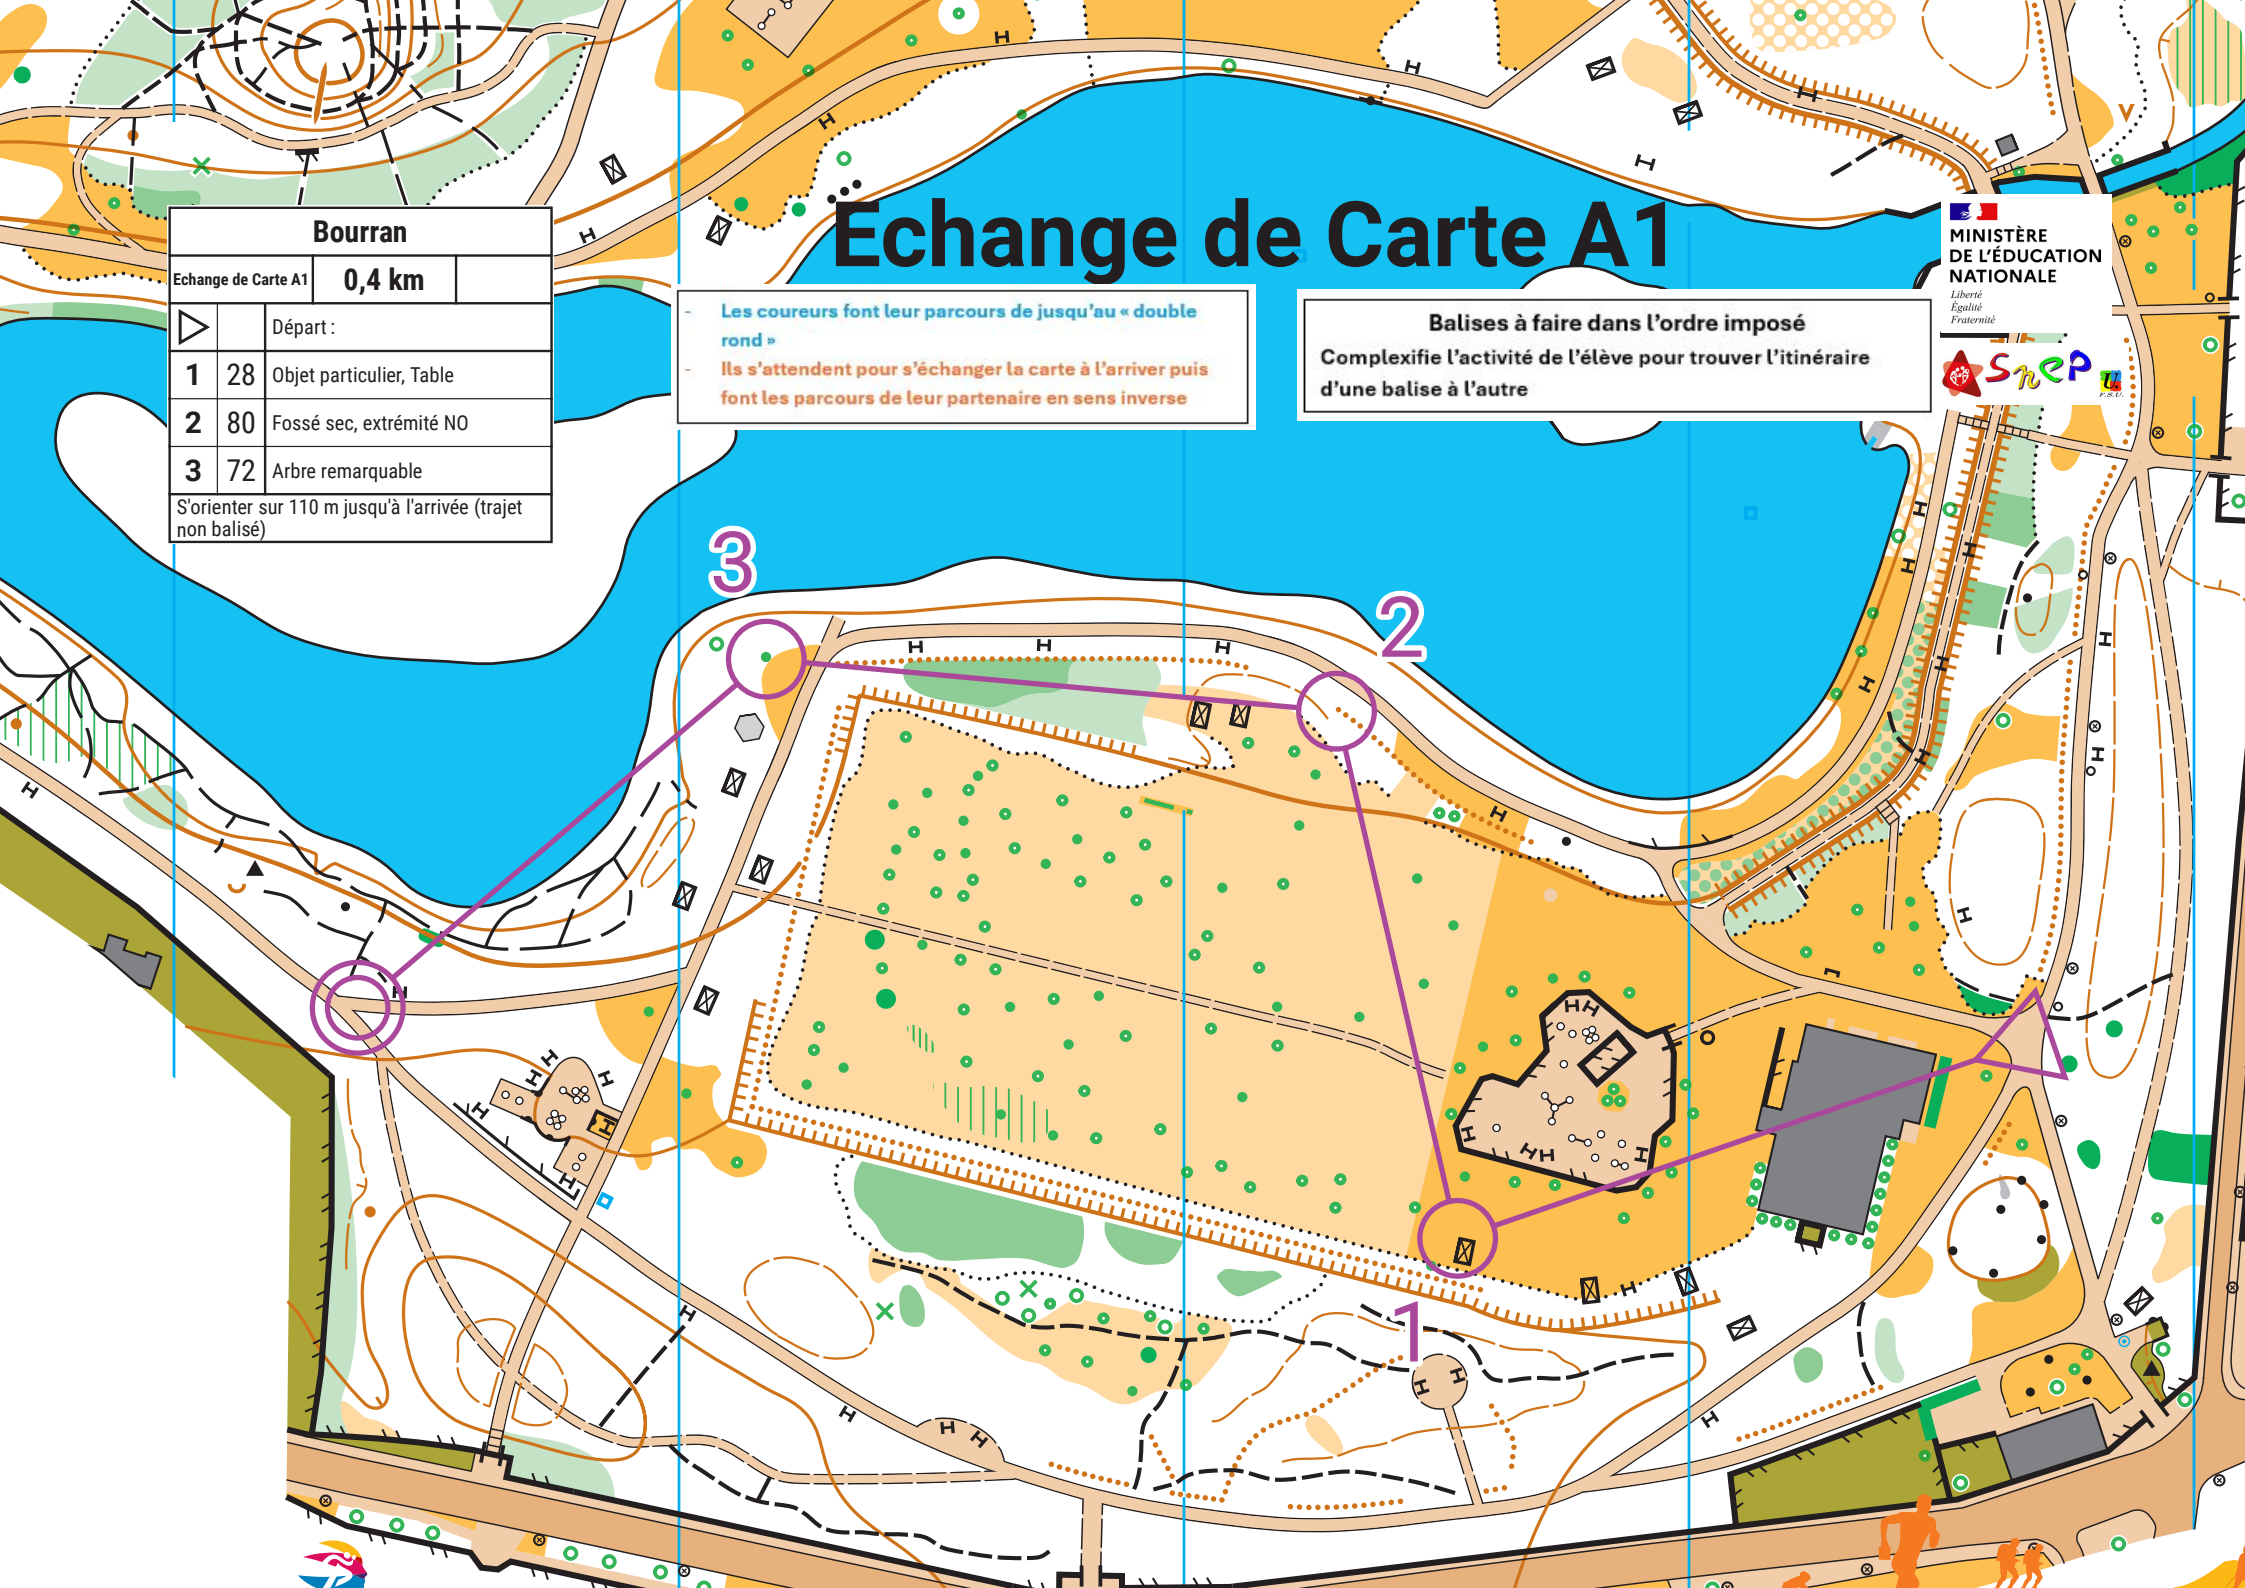 Echange de Carte A1
Bourran
Echange de Carte A1 0,4 km
Départ :
1 28 Objet particulier, Table
2 80 Fossé sec, extrémité NO
3 72 Arbre remarquable
S'orienter sur 110 m jusqu'à l'arrivée (trajet
non balisé)
- Les coureurs font leur parcours de jusqu'au « double
rond »
- Ils s'attendent pour s'échanger la carte à l'arriver puis
font les parcours de leur partenaire en sens inverse
Balises à faire dans l'ordre imposé
Complexifie l'activité de l'élève pour trouver l'itinéraire
d'une balise à l'autre
MINISTÈRE
DE L'ÉDUCATION
NATIONALE
Liberté
Égalité
Fraternité
SnEP
F.S.U.
3
2
1